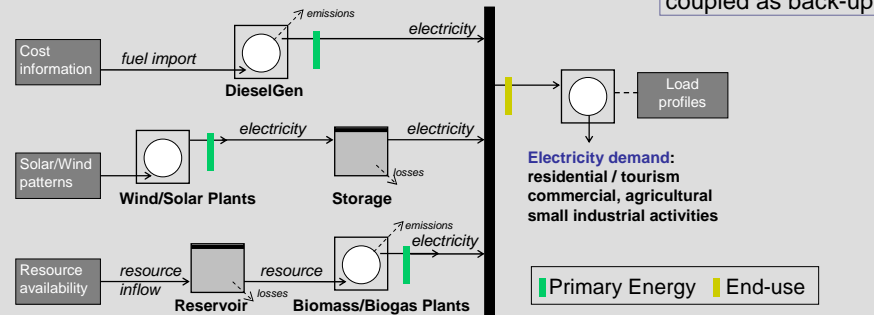 coupled as back-up
emissions
electricity
Cost
information
fuel import
DieselGen
Load
profiles
electricity
electricity
Solar/Wind
patterns
losses
Wind/Solar Plants
Storage
Electricity demand:
residential / tourism
commercial, agricultural
small industrial activities
emissions
electricity
Resource
availability
resource
inflow
resource
losses
Reservoir
Biomass/Biogas Plants
Primary Energy
End-use